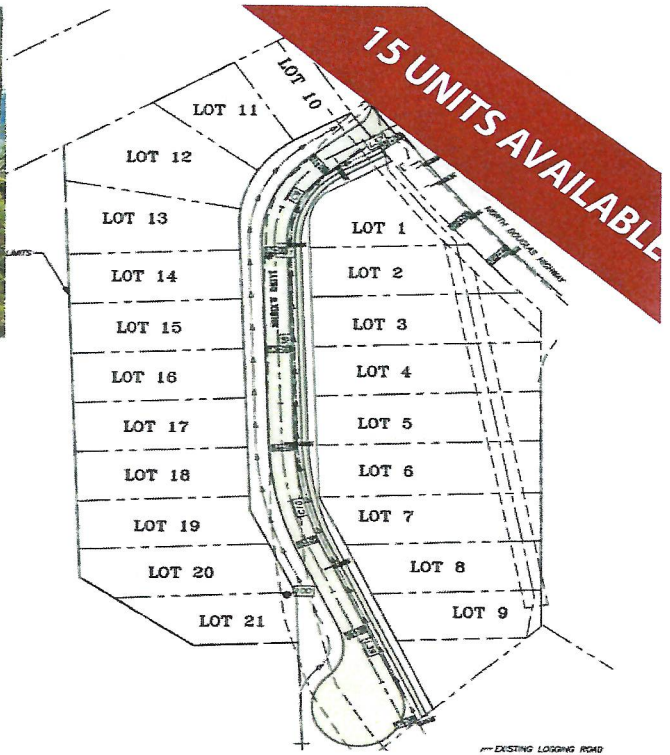 15 UNITS AVAILABLE
LOT 10
LOT 11
LOT 12
LOT 13
LOT 14
LOT 15
LOT 16
LOT 17
LOT 18
LOT 19
LOT 20
LOT 21
LOT 1
LOT 2
LOT 3
LOT 4
LOT 5
LOT 6
LOT 7
LOT 8
LOT 9
NORTH DOUGLAS HIGHWAY
EXISTING LOGGING ROAD